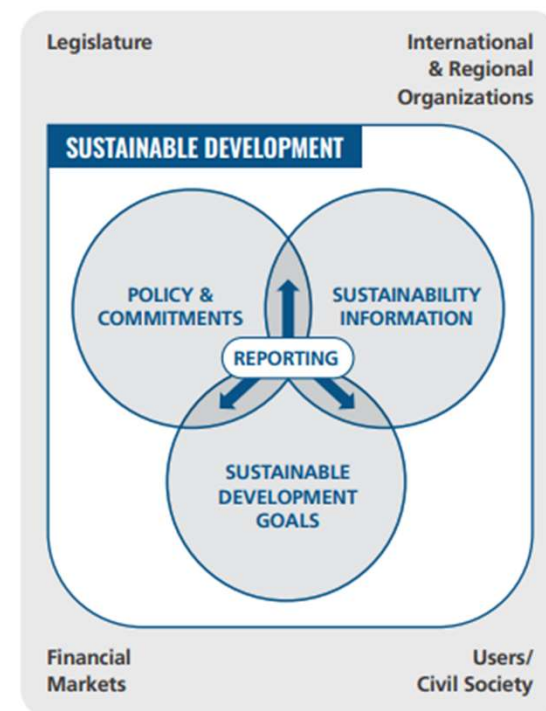 Legislature
International
& Regional
Organizations
SUSTAINABLE DEVELOPMENT
POLICY &
COMMITMENTS
SUSTAINABILITY
INFORMATION
REPORTING
SUSTAINABLE
DEVELOPMENT
GOALS
Financial
Markets
Users/
Civil Society